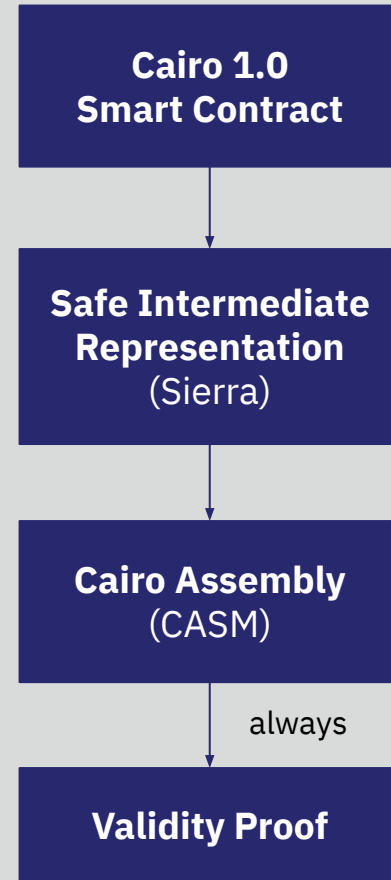 Cairo 1.0
Smart Contract
Safe Intermediate
Representation
(Sierra)
Cairo Assembly
(CASM)
always
Validity Proof